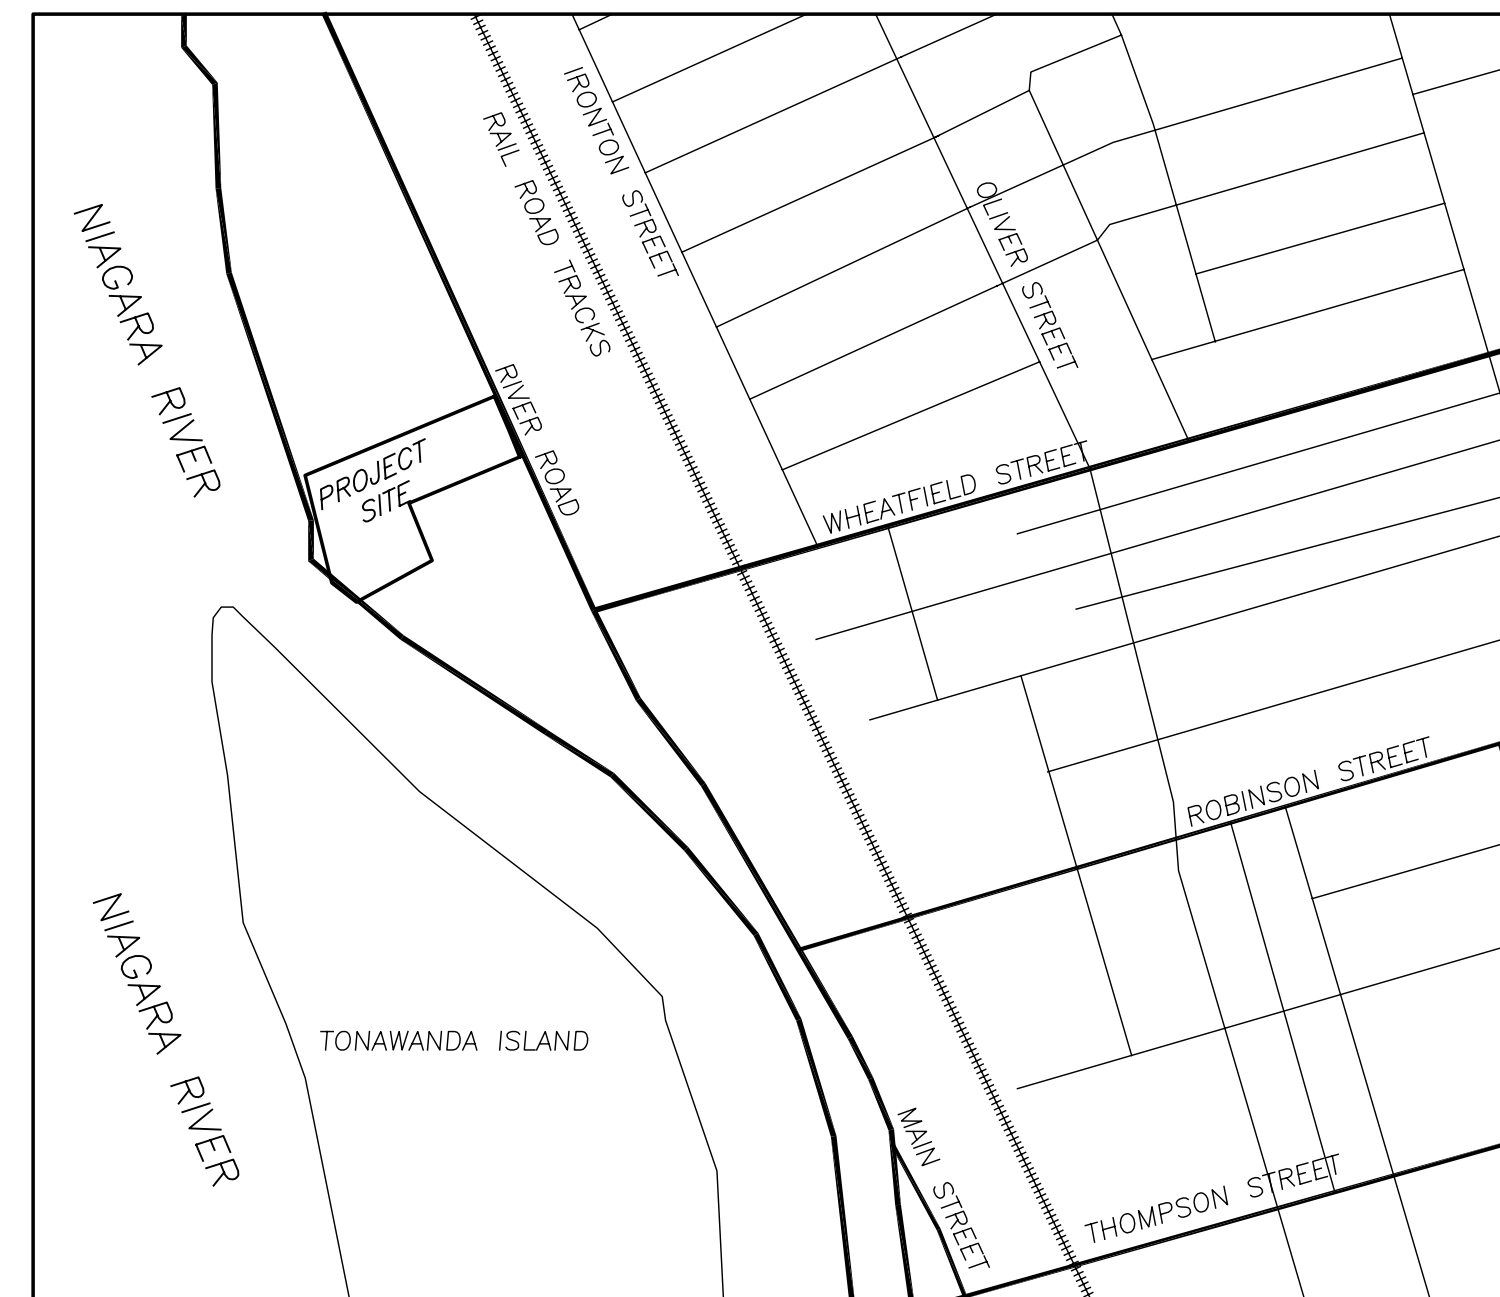 IRONTON STREET
RAIL ROAD TRACKS
OLIVER STREET
NIAGARA RIVER
RIVER ROAD
PROJECT
SITE
WHEATFIELD STREET
ROBINSON STREET
NIAGARA RIVER
TONAWANDA ISLAND
MAIN STREET
THOMPSON STREET